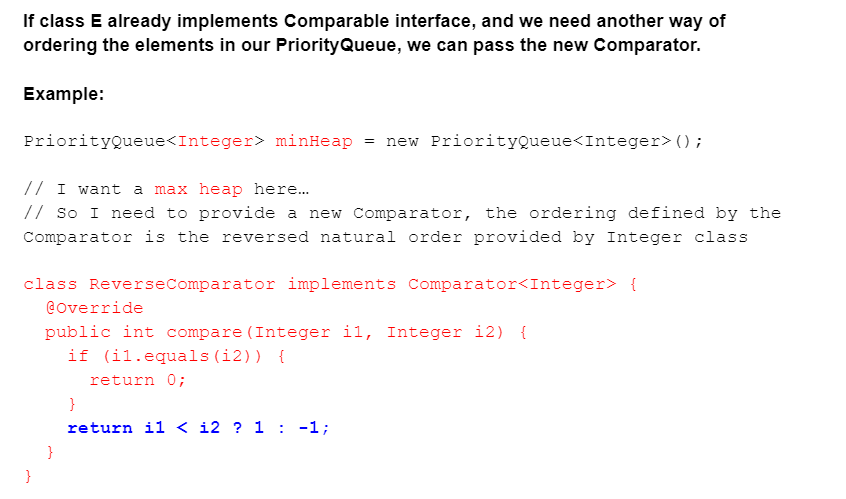 If class E already implements Comparable interface, and we need another way of
ordering the elements in our PriorityQueue, we can pass the new Comparator.
Example:
PriorityQueue<Integer> minHeap = new PriorityQueue<Integer>();
// I want a max heap here…
// So I need to provide a new Comparator, the ordering defined by the
Comparator is the reversed natural order provided by Integer class
class ReverseComparator implements Comparator<Integer> {
@Override
public int compare(Integer i1, Integer i2) {
if (i1.equals(i2)) {
return 0;
}
return i1 < i2 ? 1 : -1;
}
}